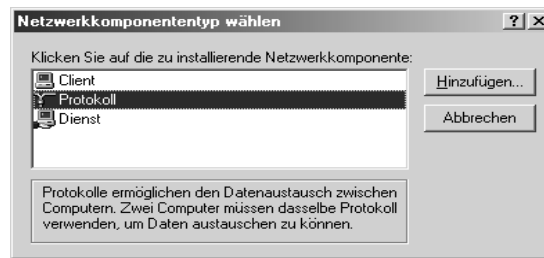 Netzwerkkomponententyp wählen
Klicken Sie auf die zu installierende Netzwerkkomponente:
Client
Protokoll
Dienst
Hinzufügen...
Abbrechen
Protokolle ermöglichen den Datenaustausch zwischen
Computern. Zwei Computer müssen dasselbe Protokoll
verwenden, um Daten austauschen zu können.